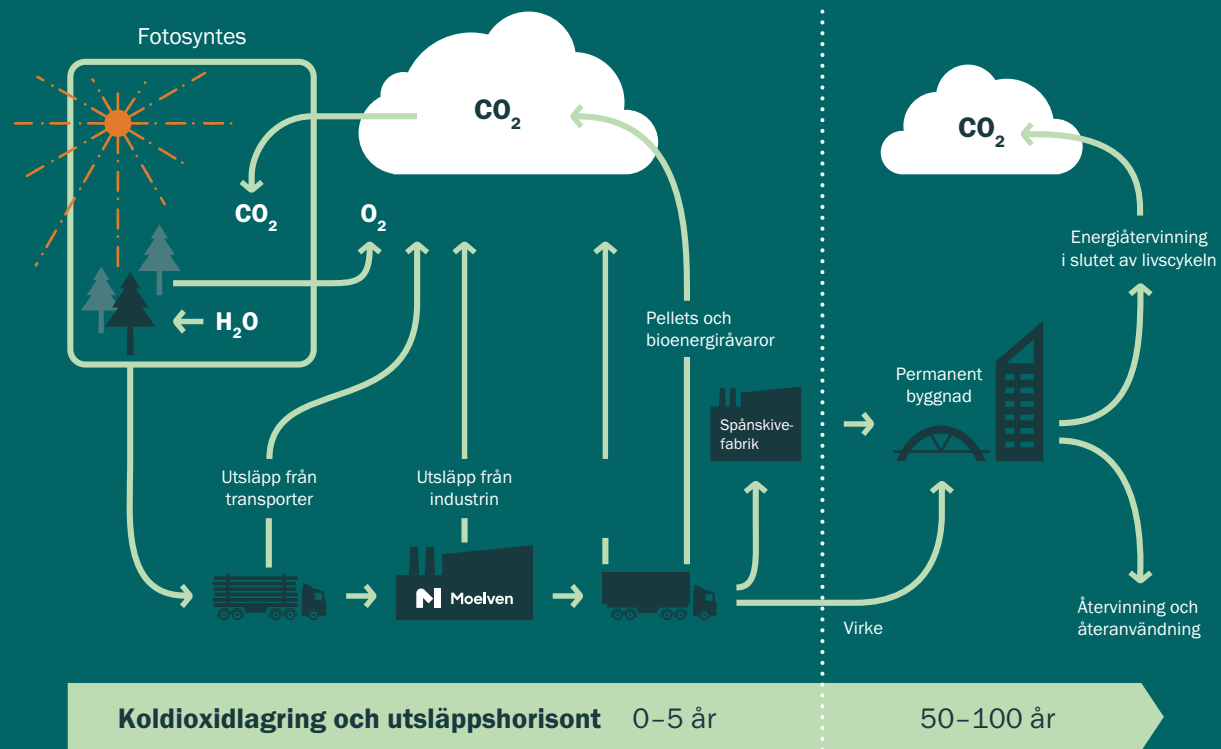 Fotosyntes
CO₂
CO₂
CO₂
O₂
H₂O
Energiåtervinning
i slutet av livscykeln
Pellets och
bioenergiråvaror
Permanent
byggnad
Spånskive-
fabrik
Utsläpp från
transporter
Utsläpp från
industrin
Moelven
Virke
Återvinning och
återanvändning
Koldioxidlagring och utsläppshorisont 0–5 år
50–100 år